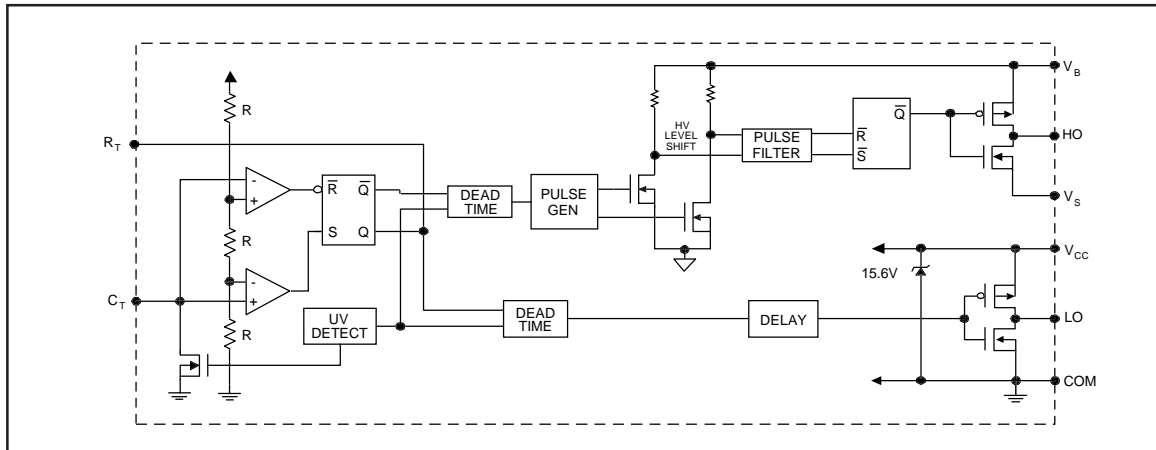 V_B
R
HV
LEVEL
SHIFT
R̅
S̅
Q̅
PULSE
FILTER
HO
R_T
-
+
R̅
Q̅
S
Q
DEAD
TIME
PULSE
GEN
V_S
R
V_CC
15.6V
C_T
-
+
R
UV
DETECT
DEAD
TIME
DELAY
LO
COM